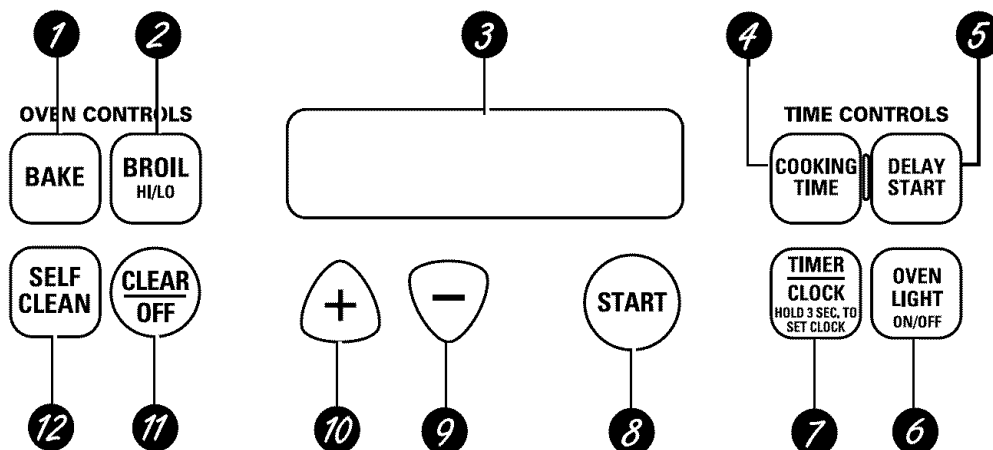 1 2 3 4 5
OVEN CONTROLS
TIME CONTROLS
BAKE
BROIL
HI/LO
COOKING
TIME
DELAY
START
SELF
CLEAN
CLEAR
OFF
+
−
START
TIMER
CLOCK
HOLD 3 SEC. TO
SET CLOCK
OVEN
LIGHT
ON/OFF
12 11 10 9 8 7 6